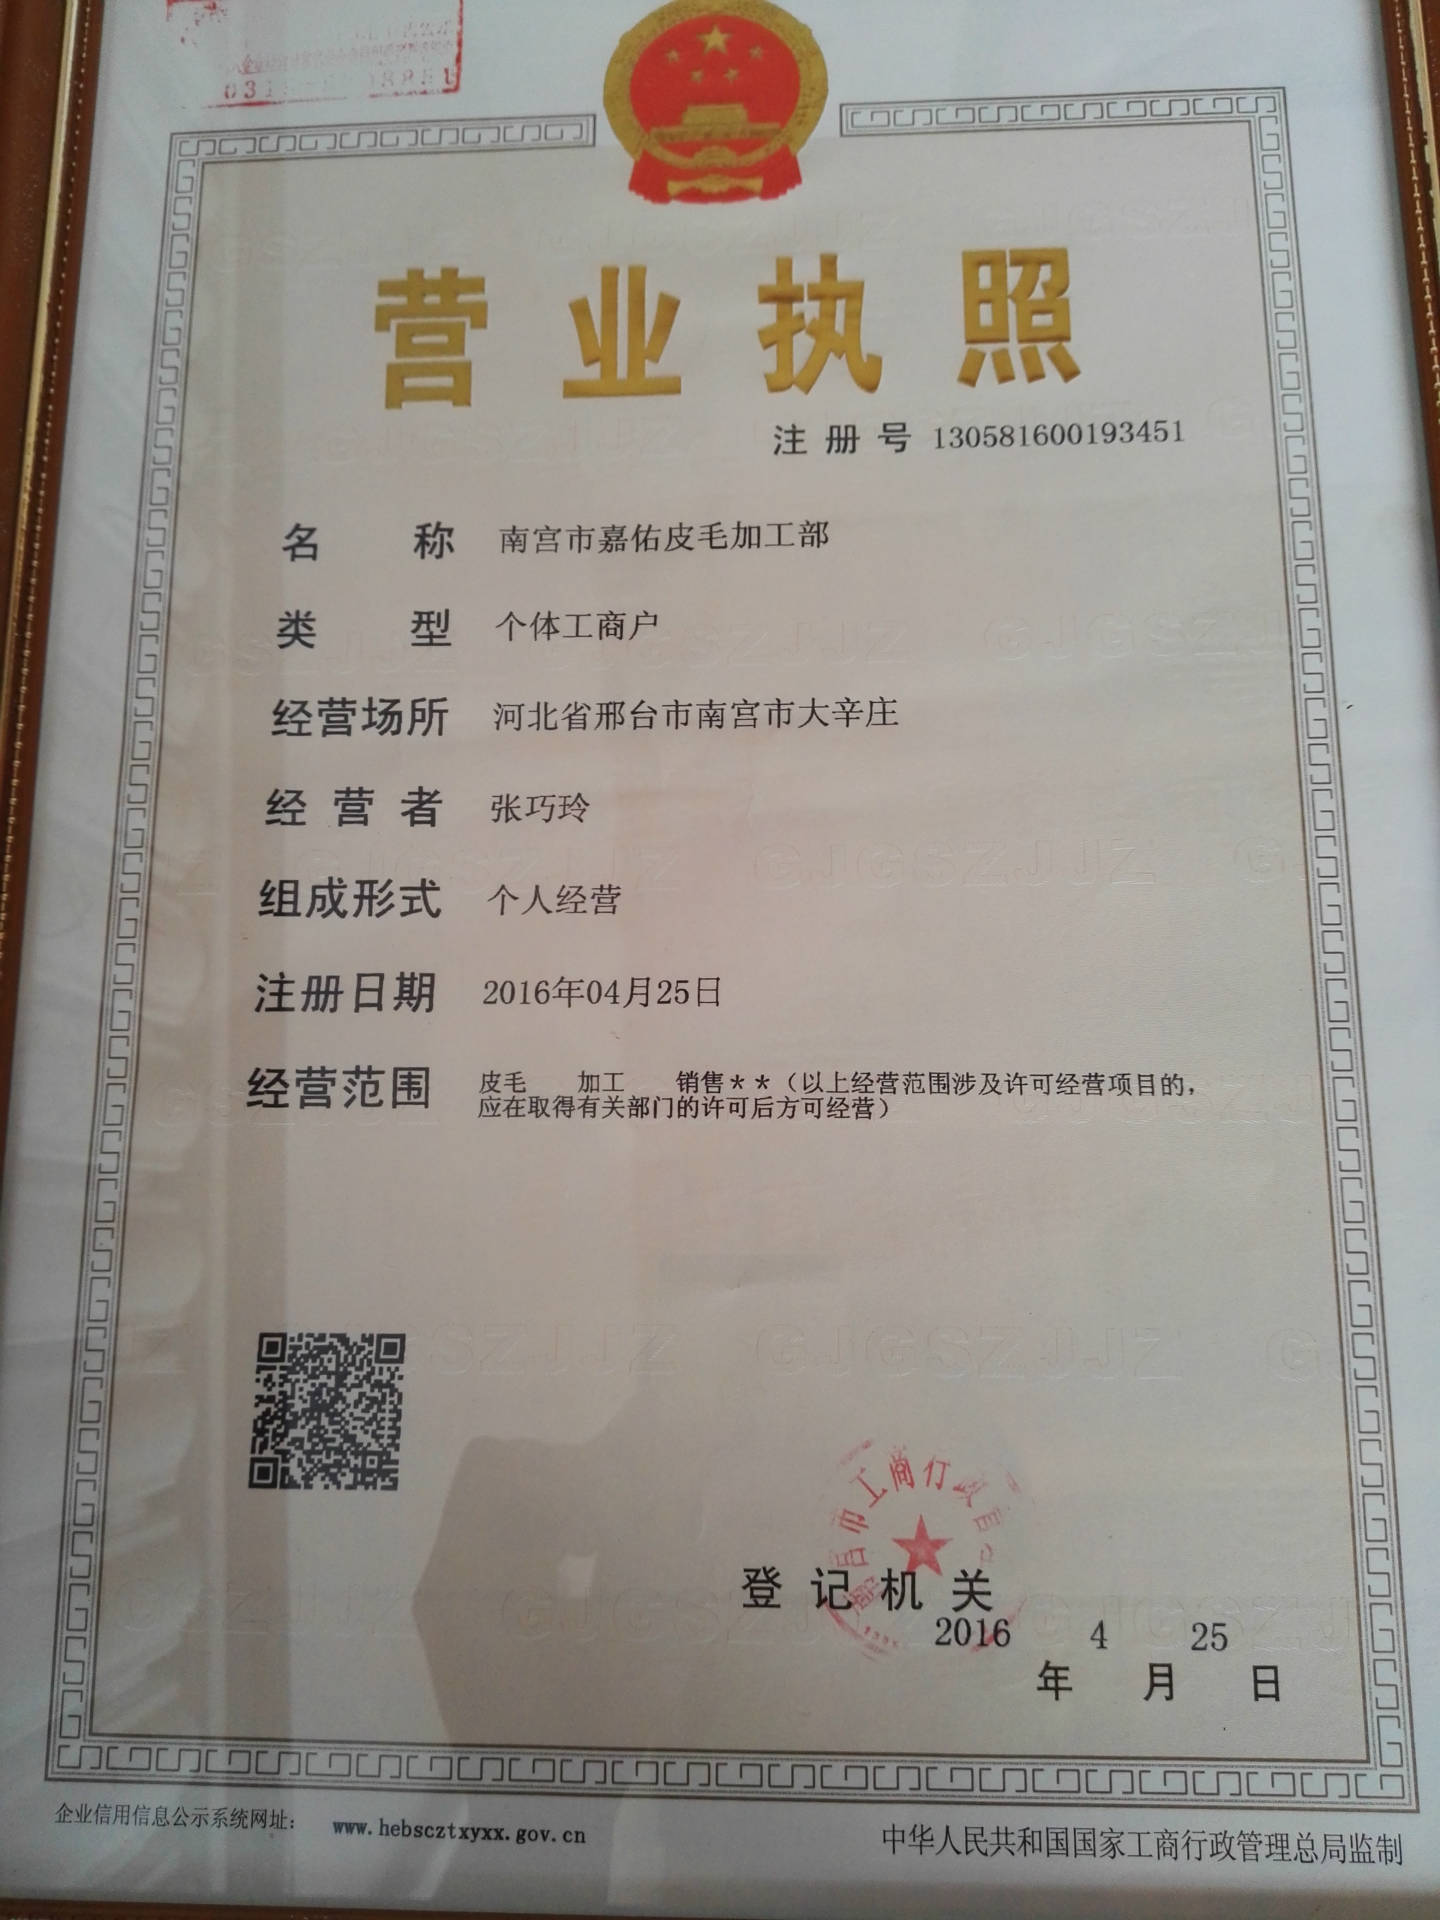 营业执照
注册号 130581600193451
名称 南宫市嘉佑皮毛加工部
类型 个体工商户
经营场所 河北省邢台市南宫市大辛庄
经营者 张巧玲
组成形式 个人经营
注册日期 2016年04月25日
经营范围 皮毛 加工 销售**（以上经营范围涉及许可经营项目的，
应在取得有关部门的许可后方可经营）
市工商行政
登记机关
2016 4 25
年 月 日
企业信用信息公示系统网址： www.hebscztxyxx.gov.cn
中华人民共和国国家工商行政管理总局监制